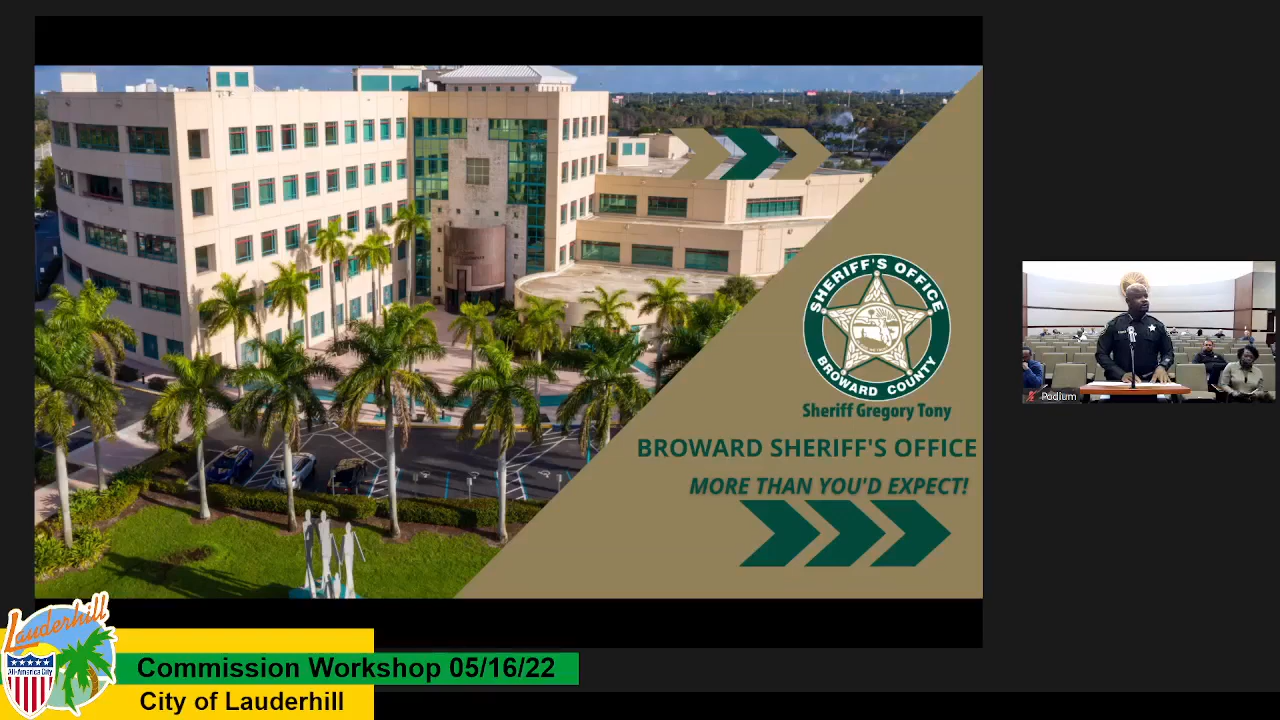 SHERIFF'S OFFICE
BROWARD COUNTY
Sheriff Gregory Tony
BROWARD SHERIFF'S OFFICE
MORE THAN YOU'D EXPECT!
Podium
Lauderhill
All-America City
Commission Workshop 05/16/22
City of Lauderhill